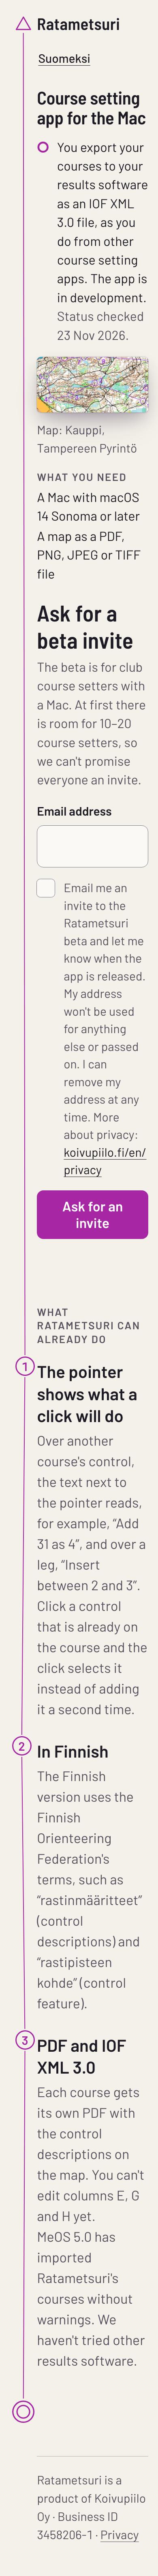 Ratametsuri
Suomeksi
Course setting
app for the Mac
You export your
courses to your
results software
as an IOF XML
3.0 file, as you
do from other
course setting
apps. The app is
in development.
Status checked
23 Nov 2026.
Map: Kauppi,
Tampereen Pyrintö
WHAT YOU NEED
A Mac with macOS
14 Sonoma or later
A map as a PDF,
PNG, JPEG or TIFF
file
Ask for a
beta invite
The beta is for club
course setters with
a Mac. At first there
is room for 10–20
course setters, so
we can't promise
everyone an invite.
Email address
Email me an
invite to the
Ratametsuri
beta and let me
know when the
app is released.
My address
won't be used
for anything
else or passed
on. I can
remove my
address at any
time. More
about privacy:
koivupiilo.fi/en/
privacy
Ask for an
invite
WHAT
RATAMETSURI CAN
ALREADY DO
1
The pointer
shows what a
click will do
Over another
course's control,
the text next to
the pointer reads,
for example, “Add
31 as 4”, and over a
leg, “Insert
between 2 and 3”.
Click a control
that is already on
the course and the
click selects it
instead of adding
it a second time.
2
In Finnish
The Finnish
version uses the
Finnish
Orienteering
Federation's
terms, such as
“rastinmääritteet”
(control
descriptions) and
“rastipisteen
kohde” (control
feature).
3
PDF and IOF
XML 3.0
Each course gets
its own PDF with
the control
descriptions on
the map. You can't
edit columns E, G
and H yet.
MeOS 5.0 has
imported
Ratametsuri's
courses without
warnings. We
haven't tried other
results software.
Ratametsuri is a
product of Koivupiilo
Oy · Business ID
3458206-1 · Privacy